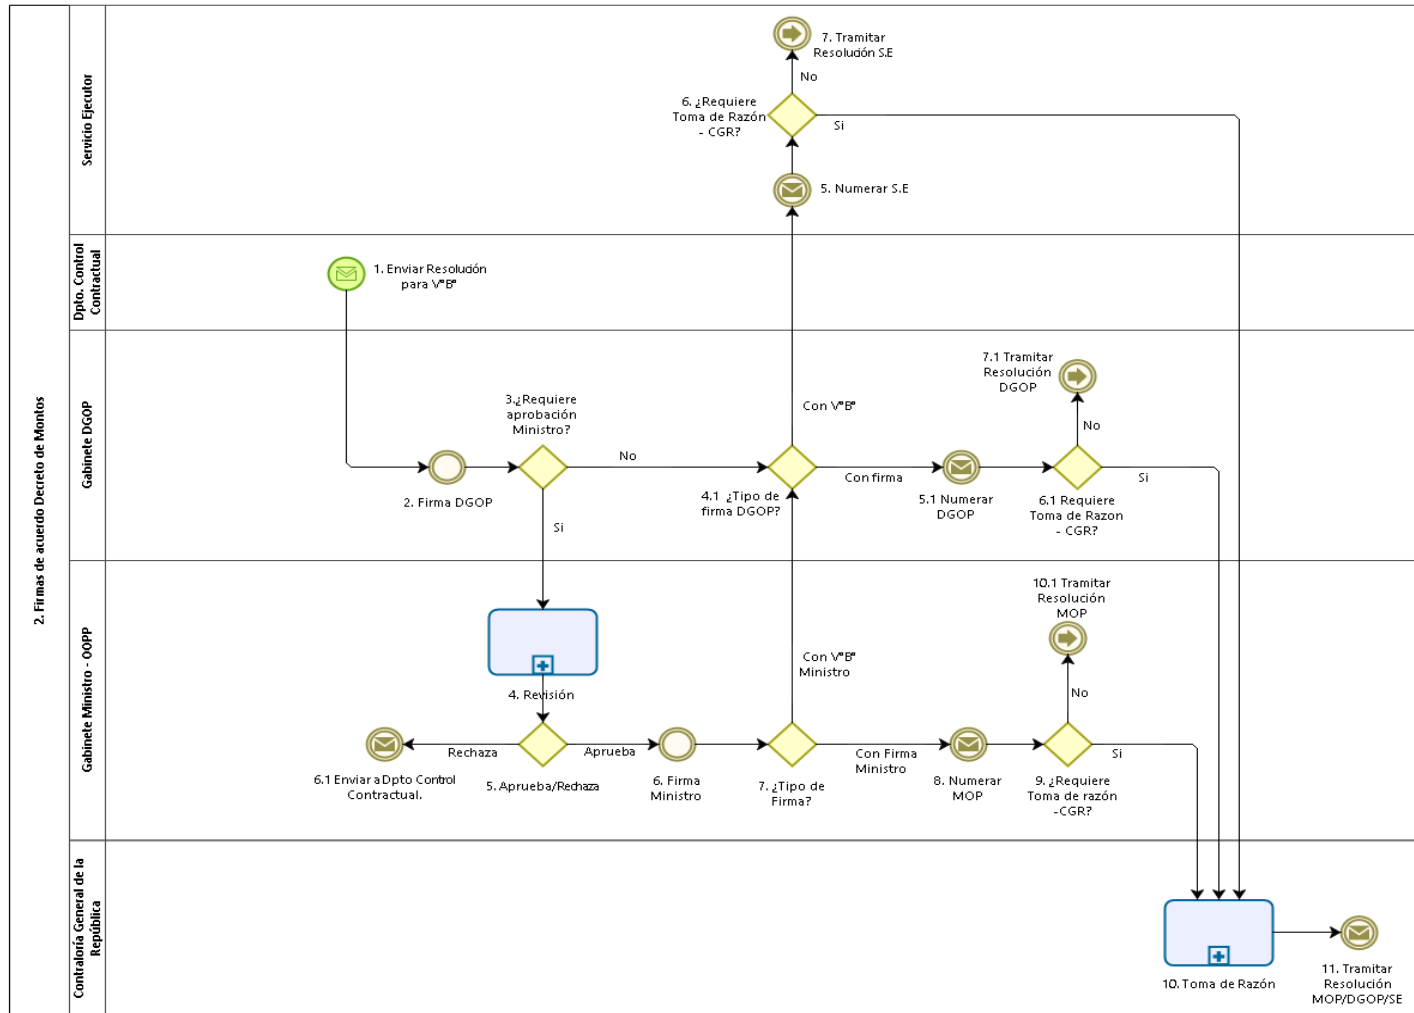 2. Firmas de acuerdo Decreto de Montos
Servicio Ejecutor
7. Tramitar
Resolución S.E
No
6. ¿Requiere
Toma de Razón
- CGR?
Si
5. Numerar S.E
Dpto. Control
Contractual
1. Enviar Resolución
para V°B°
Gabinete DGOP
7.1 Tramitar
Resolución
DGOP
3.¿Requiere
aprobación
Ministro?
Con V°B°
No
No
Con firma
Si
2. Firma DGOP
4.1 ¿Tipo de
firma DGOP?
5.1 Numerar
DGOP
6.1 Requiere
Toma de Razon
- CGR?
Si
Gabinete Ministro - OOPP
10.1 Tramitar
Resolución
MOP
Con V°B°
Ministro
4. Revisión
No
Rechaza
Aprueba
Con Firma
Ministro
Si
6.1 Enviar a Dpto Control
Contractual.
5. Aprueba/Rechaza
6. Firma
Ministro
7. ¿Tipo de
Firma?
8. Numerar
MOP
9. ¿Requiere
Toma de razón
-CGR?
Contraloría General de la
República
10. Toma de Razón
11. Tramitar
Resolución
MOP/DGOP/SE